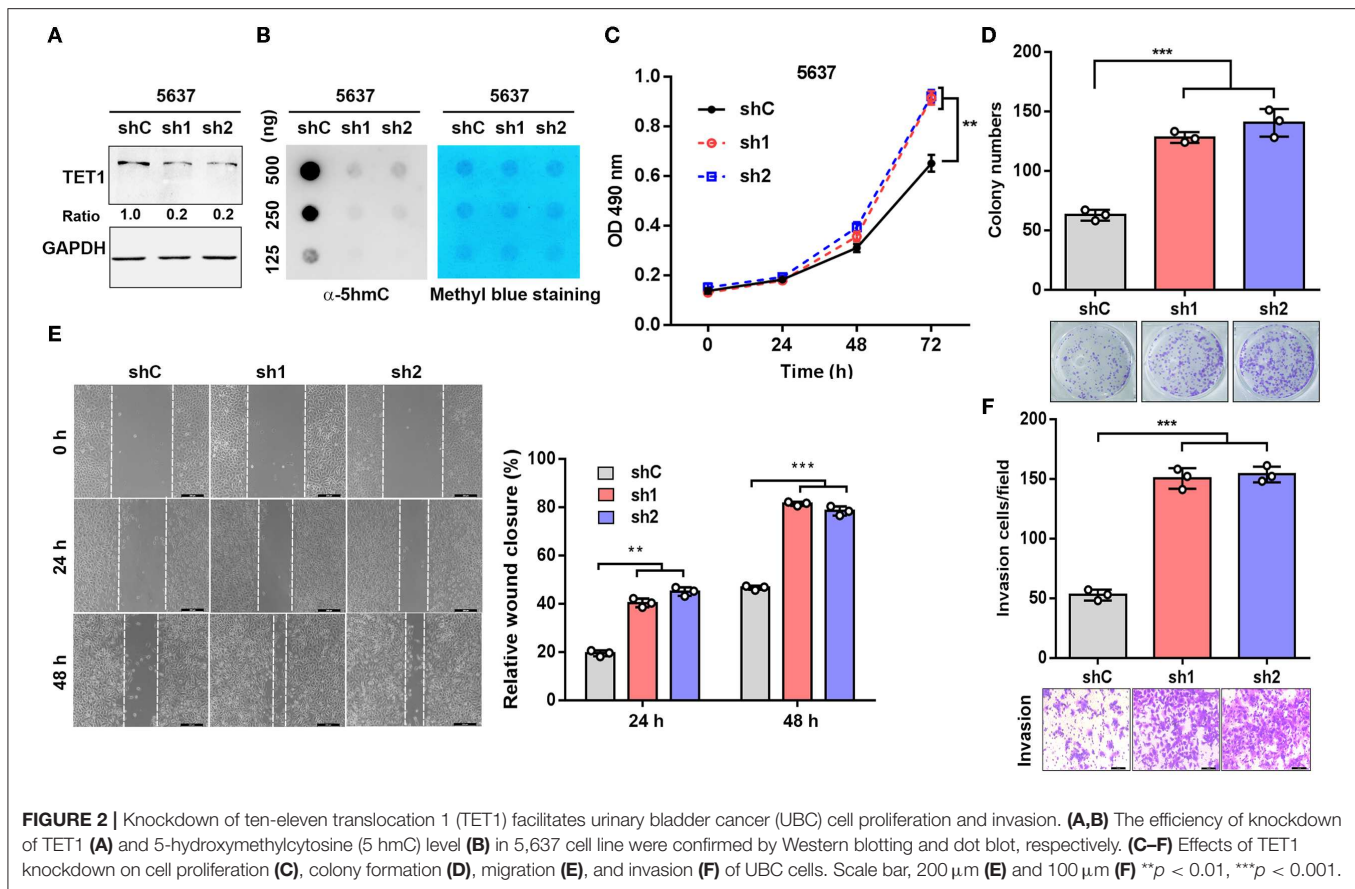 A
5637
shC sh1 sh2
TET1
Ratio 1.0 0.2 0.2
GAPDH
B
5637 5637
(ng) shC sh1 sh2 shC sh1 sh2
500
250
125
α-5hmC Methyl blue staining
C
5637
OD 490 nm
1.0
0.8
0.6
0.4
0.2
0.0
shC
sh1
sh2
**
0 24 48 72
Time (h)
D
Colony numbers
200
150
100
50
0
***
shC sh1 sh2
E
shC sh1 sh2
0 h
24 h
48 h
Relative wound closure (%)
100
80
60
40
20
0
shC
sh1
sh2
**
***
24 h 48 h
F
Invasion cells/field
200
150
100
50
0
***
shC sh1 sh2
Invasion
FIGURE 2 | Knockdown of ten-eleven translocation 1 (TET1) facilitates urinary bladder cancer (UBC) cell proliferation and invasion. (A,B) The efficiency of knockdown
of TET1 (A) and 5-hydroxymethylcytosine (5 hmC) level (B) in 5,637 cell line were confirmed by Western blotting and dot blot, respectively. (C–F) Effects of TET1
knockdown on cell proliferation (C), colony formation (D), migration (E), and invasion (F) of UBC cells. Scale bar, 200 μm (E) and 100 μm (F) **p < 0.01, ***p < 0.001.